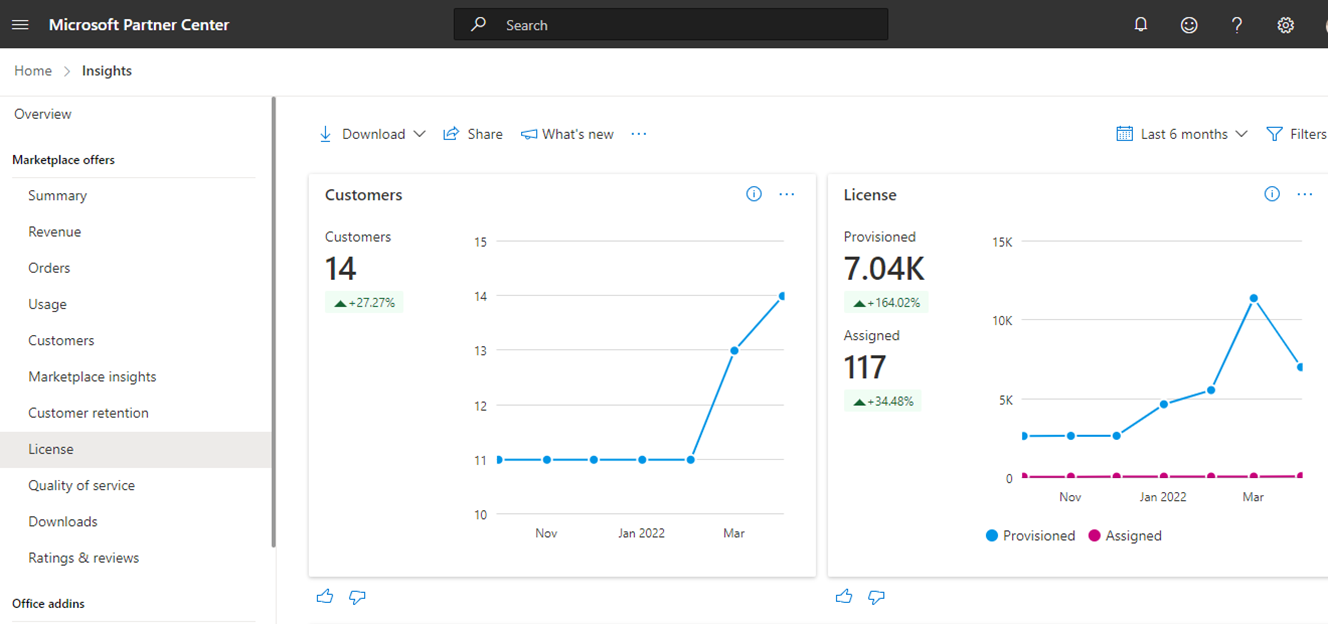 Microsoft Partner Center
Search
Home > Insights
Overview
Marketplace offers
Summary
Revenue
Orders
Usage
Customers
Marketplace insights
Customer retention
License
Quality of service
Downloads
Ratings & reviews
Office addins
Download
Share
What's new
Last 6 months
Filters
Customers
Customers
14
+27.27%
15
14
13
12
11
10
Nov
Jan 2022
Mar
License
Provisioned
7.04K
+164.02%
Assigned
117
+34.48%
15K
10K
5K
0
Nov
Jan 2022
Mar
Provisioned
Assigned